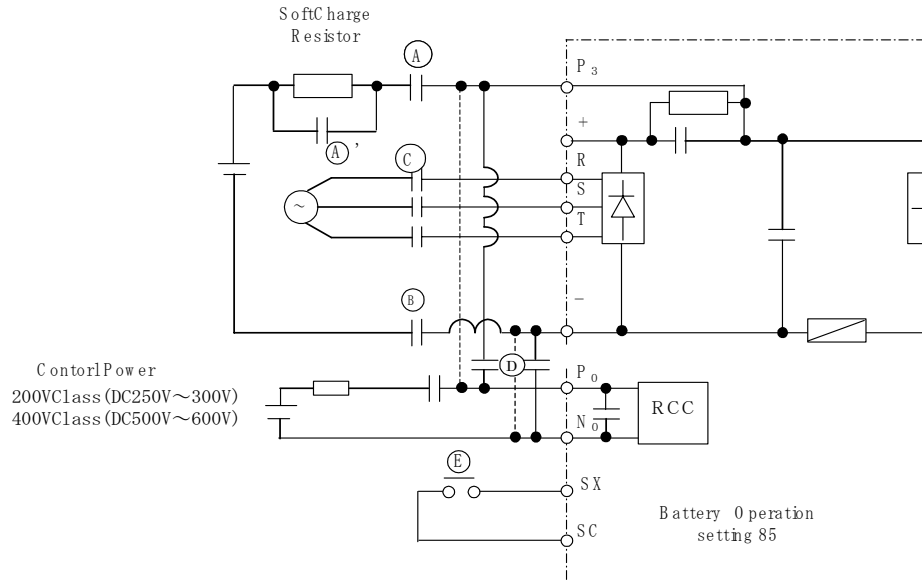 SoftCharge
Resistor
A
P3
+
A'
C
R
S
T
~
B
−
ContorlPower
200VClass(DC250V～300V)
400VClass(DC500V～600V)
D
P0
RCC
N0
E
SX
SC
Battery Operation
setting 85